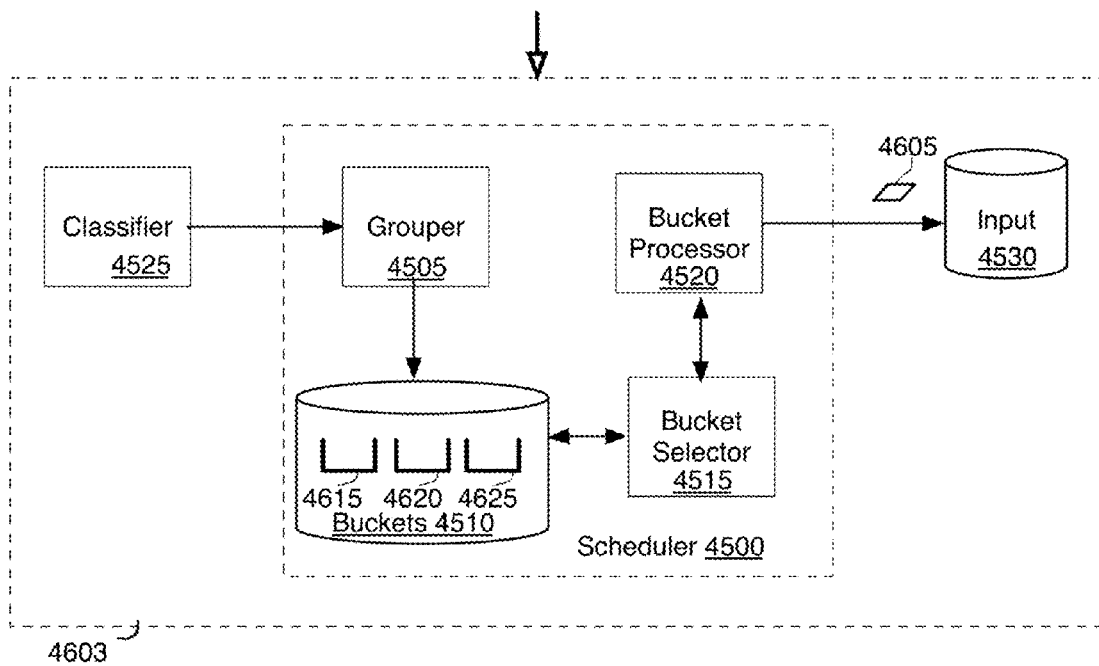 4605
Classifier
4525
Grouper
4505
Bucket
Processor
4520
Input
4530
Bucket
Selector
4515
4615 4620 4625
Buckets 4510
Scheduler 4500
4603